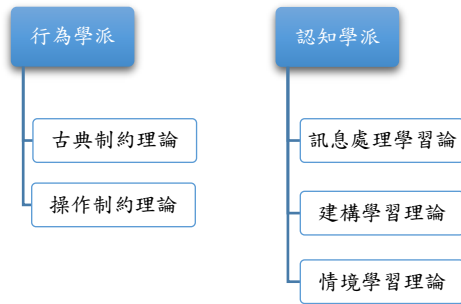 行為學派
古典制約理論
操作制約理論
認知學派
訊息處理學習論
建構學習理論
情境學習理論